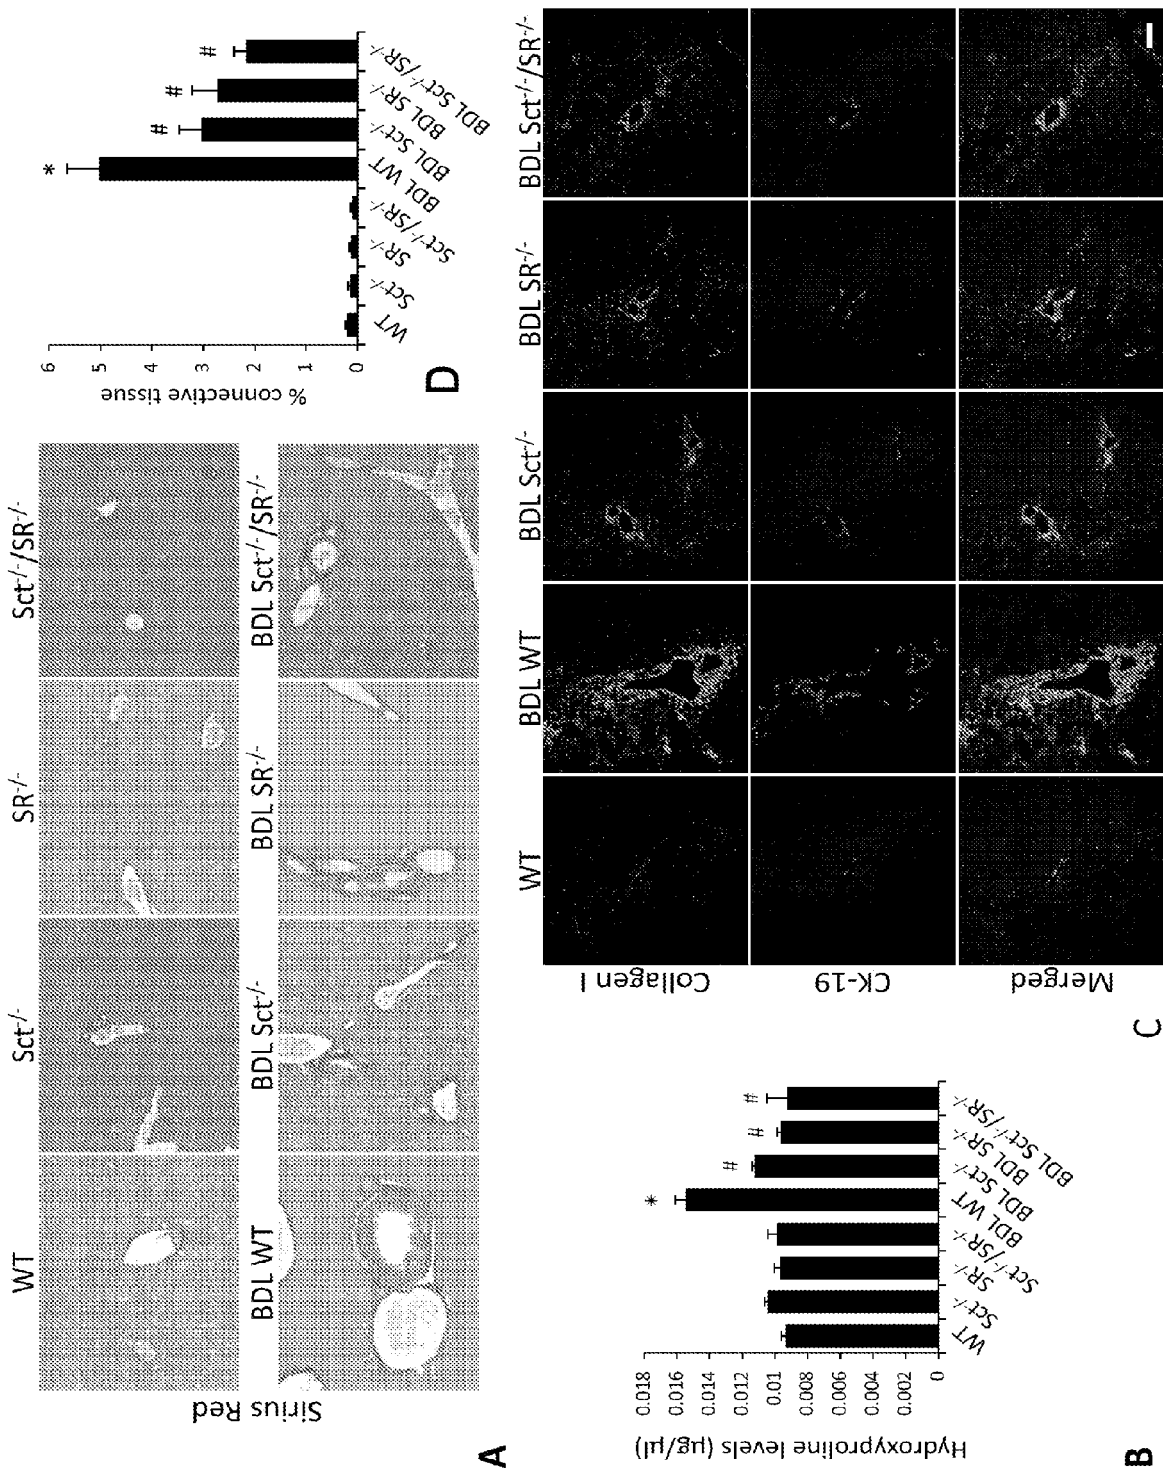 A
Sirius Red
WT
Sct⁻/⁻
SR⁻/⁻
Sct⁻/⁻/SR⁻/⁻
BDL WT
BDL Sct⁻/⁻
BDL SR⁻/⁻
BDL Sct⁻/⁻/SR⁻/⁻
D
% connective tissue
6
5
4
3
2
1
0
*
#
#
#
WT
Sct⁻/⁻
SR⁻/⁻
Sct⁻/⁻/SR⁻/⁻
BDL WT
BDL Sct⁻/⁻
BDL SR⁻/⁻
BDL Sct⁻/⁻/SR⁻/⁻
B
Hydroxyproline levels (µg/µl)
0.018
0.016
0.014
0.012
0.01
0.008
0.006
0.004
0.002
0
*
#
#
#
WT
Sct⁻/⁻
SR⁻/⁻
Sct⁻/⁻/SR⁻/⁻
BDL WT
BDL Sct⁻/⁻
BDL SR⁻/⁻
BDL Sct⁻/⁻/SR⁻/⁻
C
WT
BDL WT
BDL Sct⁻/⁻
BDL SR⁻/⁻
BDL Sct⁻/⁻/SR⁻/⁻
Collagen I
CK-19
Merged